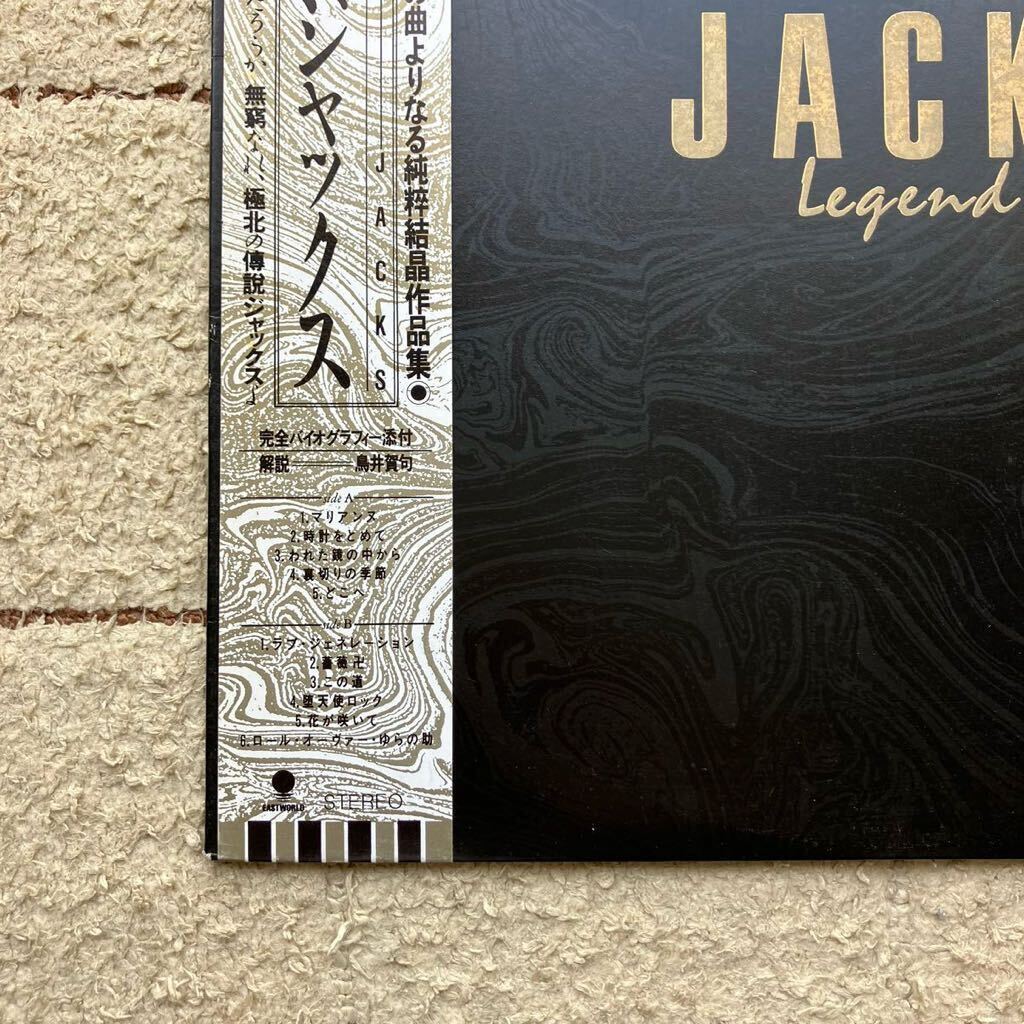 曲よりなる純粋結晶作品集●
JACKS
ジャックス
無窮なれ、極北の傳說ジャックス」
完全バイオグラフィー添付
解説 鳥井賀句
side A
1.マリアンヌ
2.時計をとめて
3.われた鏡の中から
4.裏切りの季節
5.どこへ
side B
1.ラブ・ジェネレーション
2.薔薇卍
3.この道
4.堕天使ロック
5.花が咲いて
6.ロール・オーヴァー・ゆらの助
EASTWORLD
STEREO
JACK
Legend